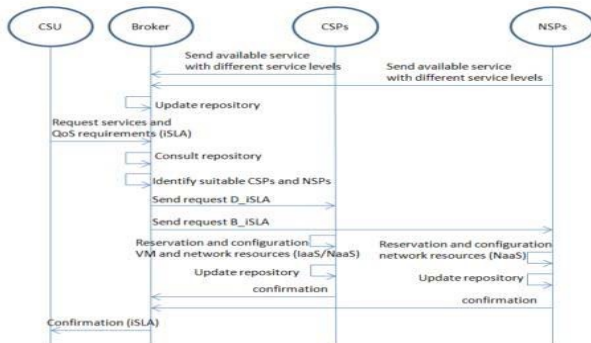 CSU
Broker
CSPs
NSPs
Send available service
with different service levels
Send available service
with different service levels
Update repository
Request services and
QoS requirements (iSLA)
Consult repository
Identify suitable CSPs and NSPs
Send request D_iSLA
Send request B_iSLA
Reservation and configuration
VM and network resources (IaaS/NaaS)
Reservation and configuration
network resources (NaaS)
Update repository
Update repository
confirmation
confirmation
Confirmation (iSLA)